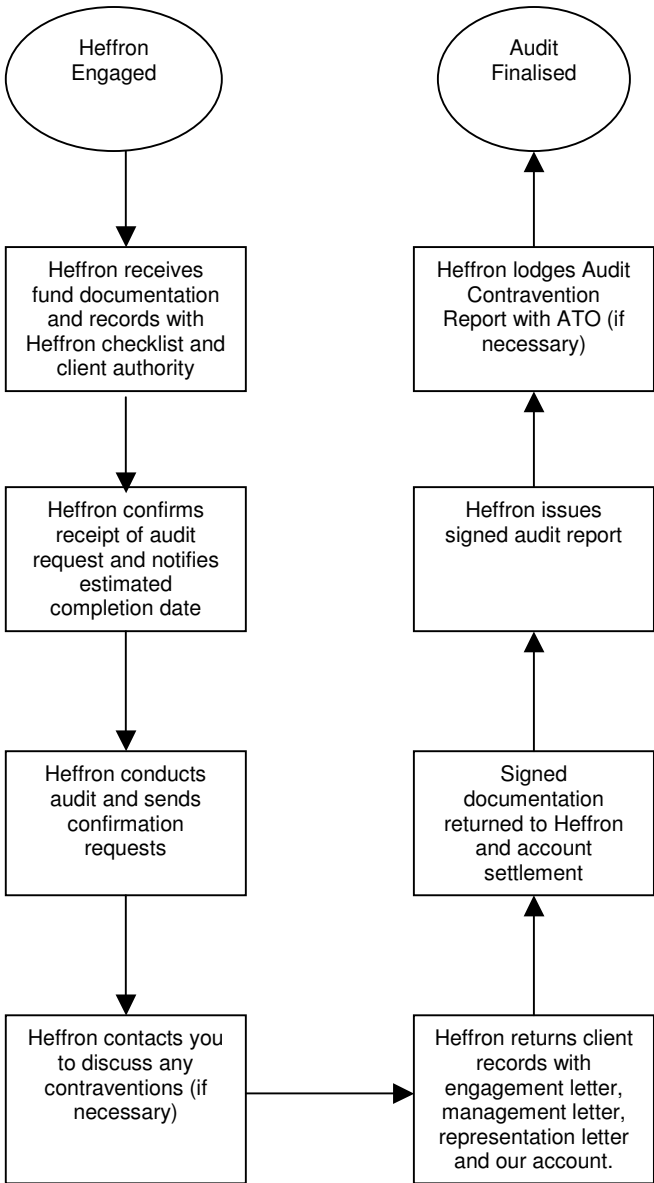 Heffron
Engaged
Heffron receives
fund documentation
and records with
Heffron checklist and
client authority
Heffron confirms
receipt of audit
request and notifies
estimated
completion date
Heffron conducts
audit and sends
confirmation
requests
Heffron contacts you
to discuss any
contraventions (if
necessary)
Heffron returns client
records with
engagement letter,
management letter,
representation letter
and our account.
Signed
documentation
returned to Heffron
and account
settlement
Heffron issues
signed audit report
Heffron lodges Audit
Contravention
Report with ATO (if
necessary)
Audit
Finalised